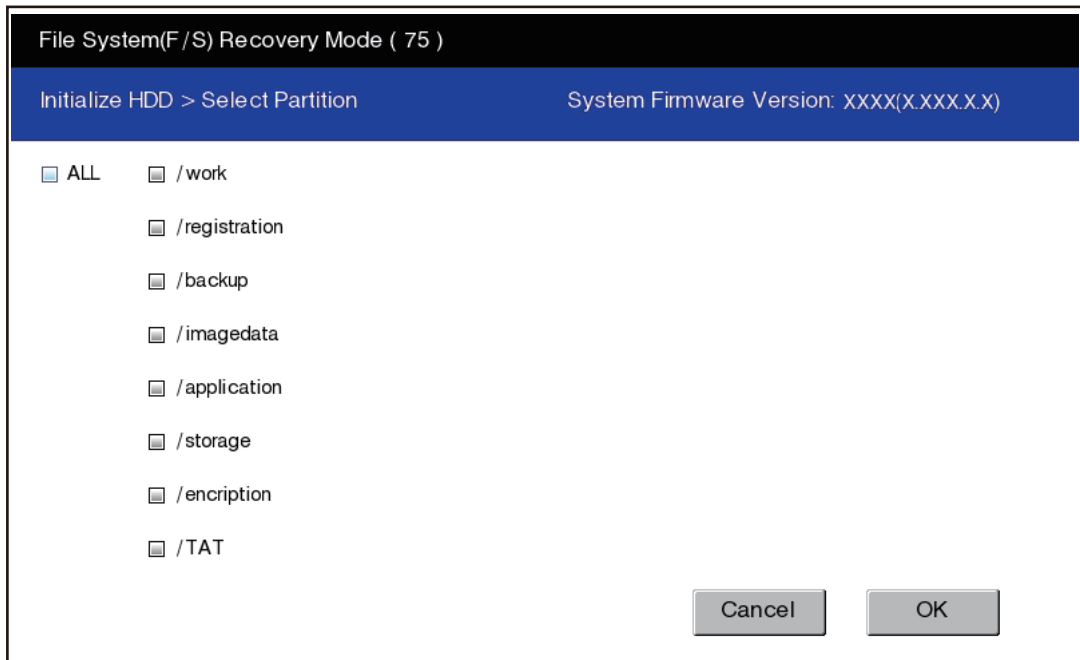 File System(F/S) Recovery Mode ( 75 )
Initialize HDD > Select Partition System Firmware Version: XXXX(X.XXX.X.X)
ALL /work
/registration
/backup
/imagedata
/application
/storage
/encription
/TAT
Cancel OK